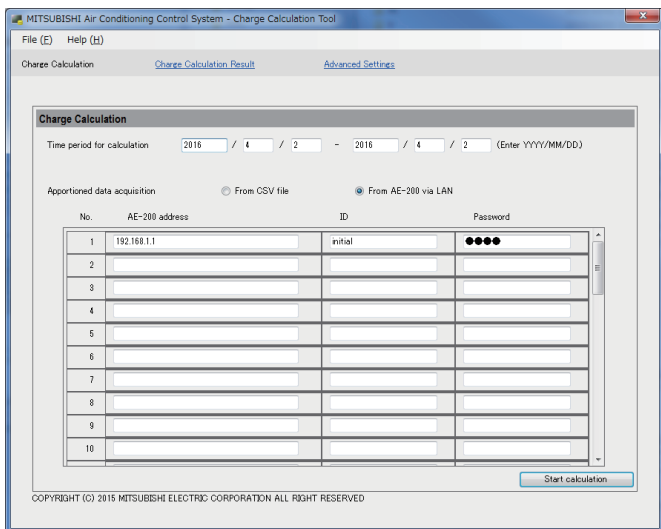 MITSUBISHI Air Conditioning Control System - Charge Calculation Tool
File (F) Help (H)
Charge Calculation Charge Calculation Result Advanced Settings
Charge Calculation
Time period for calculation 2016 / 4 / 2 - 2016 / 4 / 2 (Enter YYYY/MM/DD.)
Apportioned data acquisition From CSV file From AE-200 via LAN
No. AE-200 address ID Password
1 192.168.1.1 initial ●●●●
2
3
4
5
6
7
8
9
10
Start calculation
COPYRIGHT (C) 2015 MITSUBISHI ELECTRIC CORPORATION ALL RIGHT RESERVED